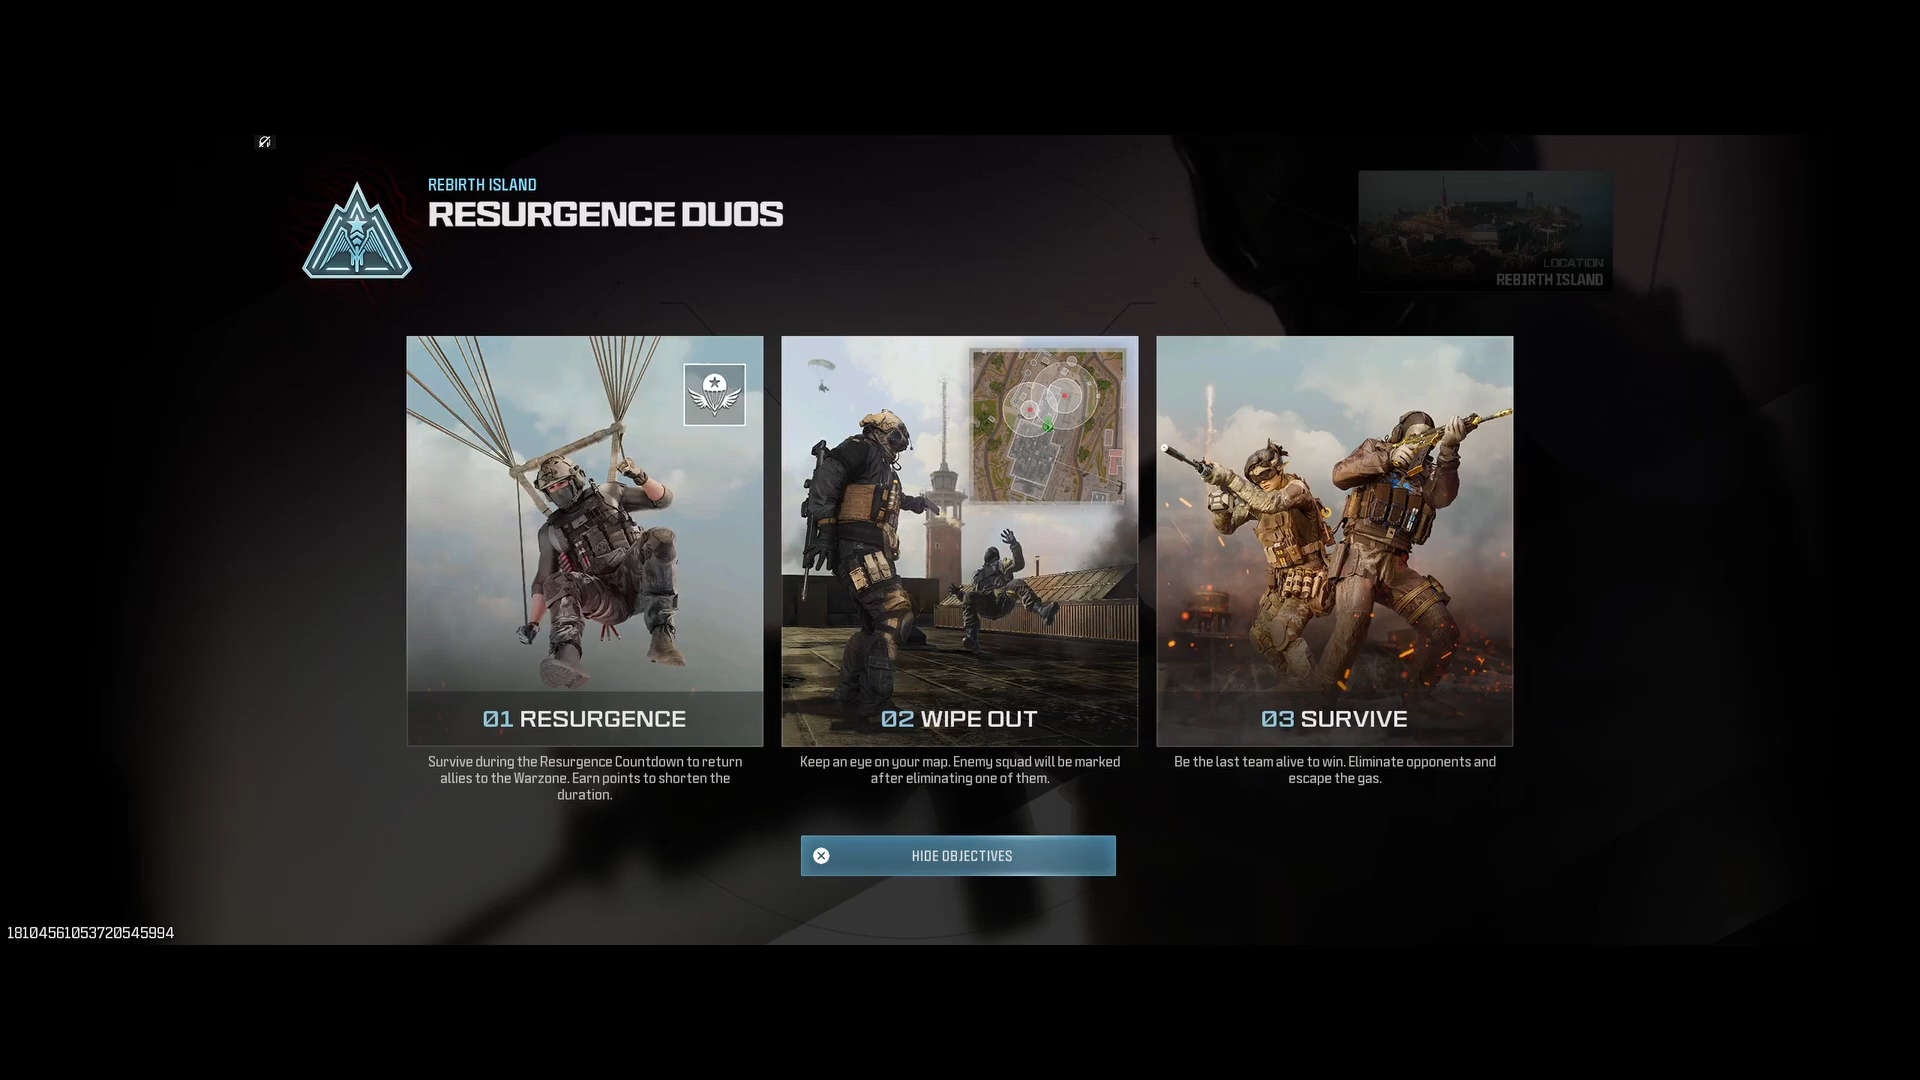 REBIRTH ISLAND
RESURGENCE DUOS
LOCATION
REBIRTH ISLAND
01 RESURGENCE
Survive during the Resurgence Countdown to return
allies to the Warzone. Earn points to shorten the
duration.
02 WIPE OUT
Keep an eye on your map. Enemy squad will be marked
after eliminating one of them.
03 SURVIVE
Be the last team alive to win. Eliminate opponents and
escape the gas.
HIDE OBJECTIVES
18104561053720545994